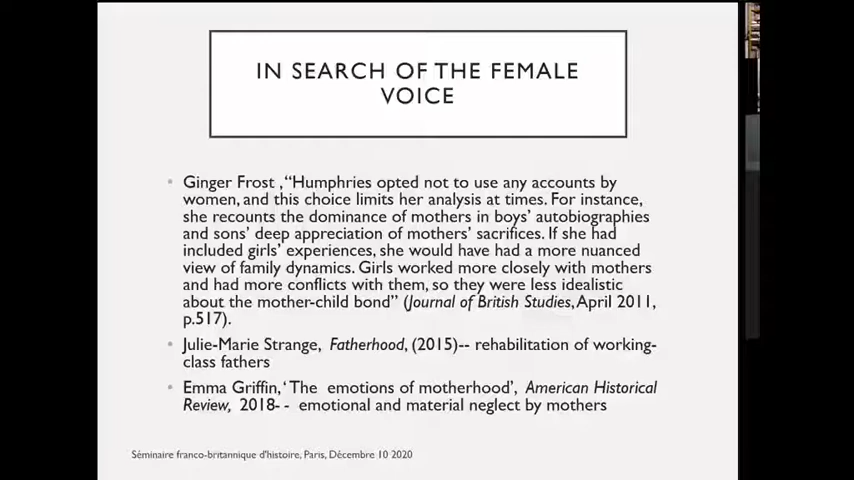 IN SEARCH OF THE FEMALE
VOICE
• Ginger Frost ,“Humphries opted not to use any accounts by
women, and this choice limits her analysis at times. For instance,
she recounts the dominance of mothers in boys’ autobiographies
and sons’ deep appreciation of mothers’ sacrifices. If she had
included girls’ experiences, she would have had a more nuanced
view of family dynamics. Girls worked more closely with mothers
and had more conflicts with them, so they were less idealistic
about the mother-child bond” (Journal of British Studies, April 2011,
p.517).
• Julie-Marie Strange, Fatherhood, (2015)-- rehabilitation of working-
class fathers
• Emma Griffin, ‘The emotions of motherhood’, American Historical
Review, 2018- - emotional and material neglect by mothers
Séminaire franco-britannique d'histoire, Paris, Décembre 10 2020